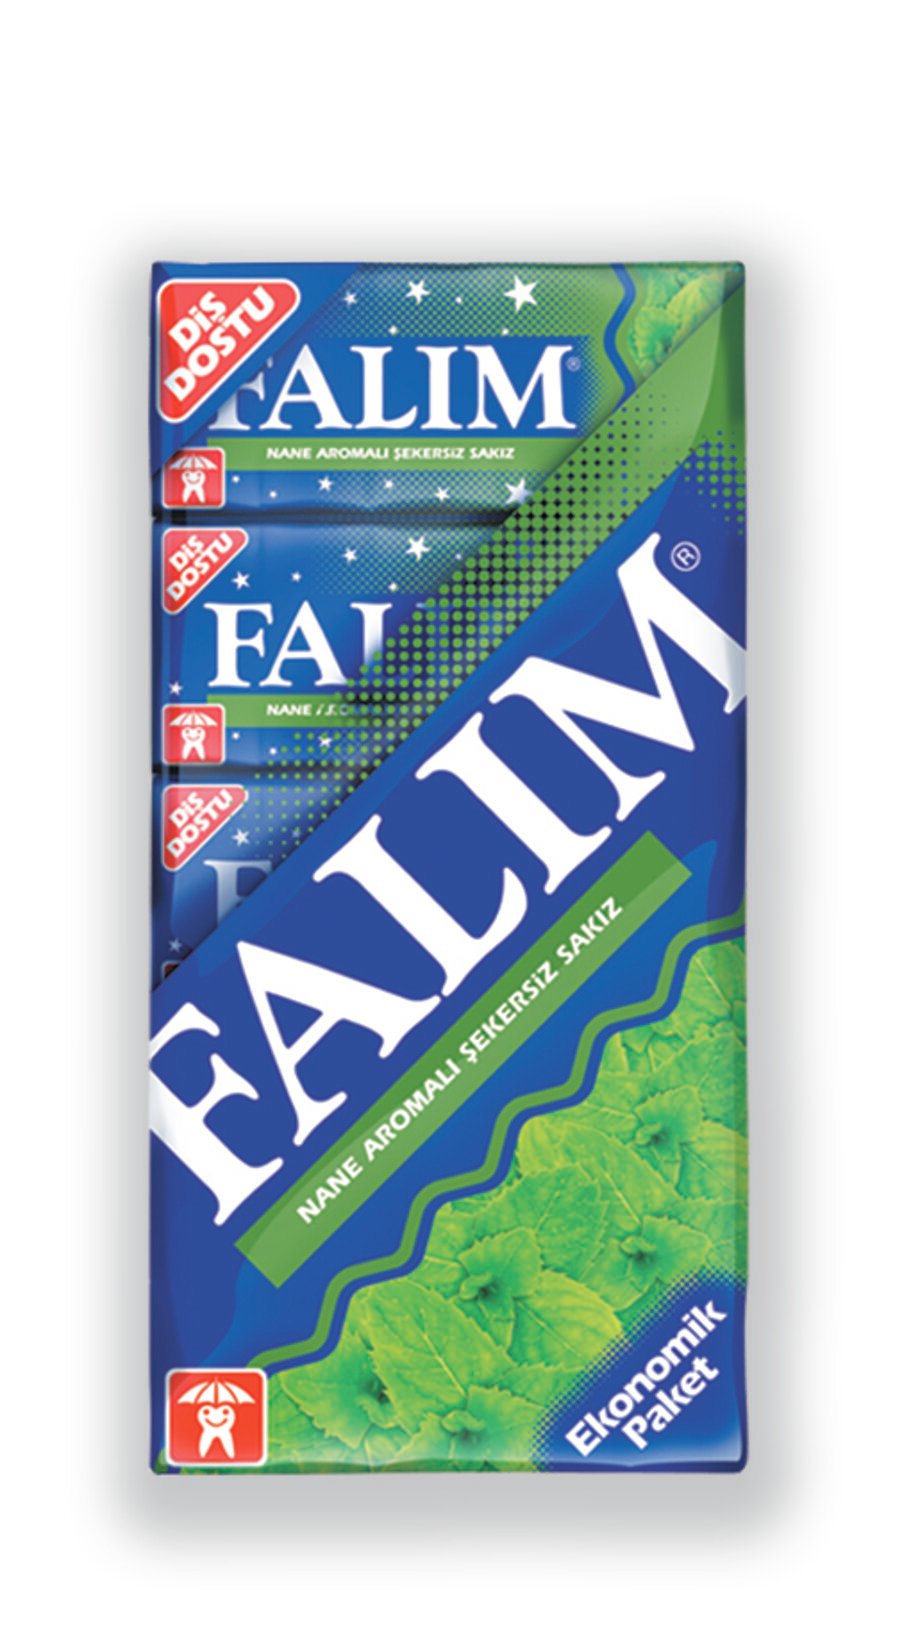 DİŞ
DOSTU
FALIM®
NANE AROMALI ŞEKERSİZ SAKIZ
DİŞ
DOSTU
FAL
NANE
DİŞ
DOSTU
F
FALIM®
NANE AROMALI ŞEKERSİZ SAKIZ
Ekonomik
Paket